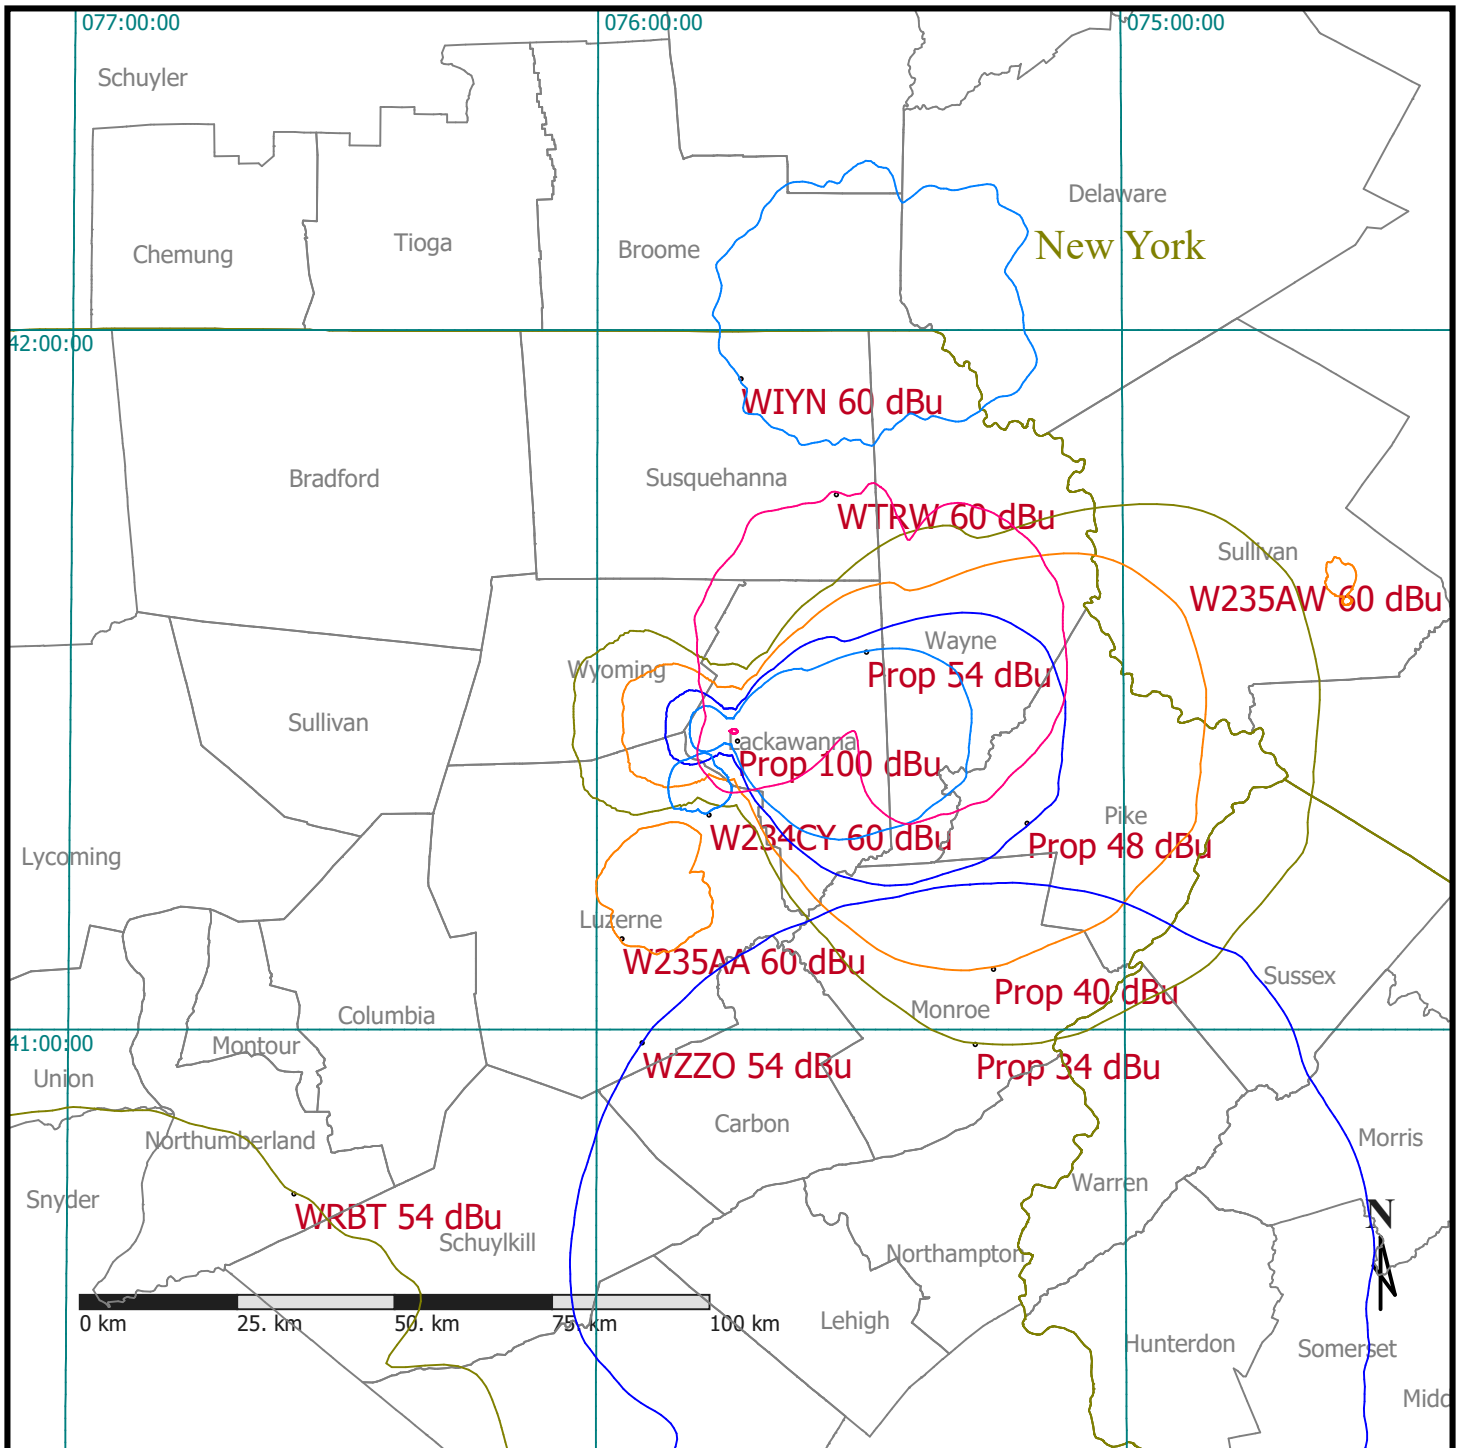 077:00:00
076:00:00
075:00:00
Schuyler
Delaware
New York
Tioga
Broome
Chemung
42:00:00
WIYN 60 dBu
Bradford
Susquehanna
WTRW 60 dBu
Sullivan
W235AW 60 dBu
Wayne
Wyoming
Prop 54 dBu
Sullivan
Lackawanna
Prop 100 dBu
Pike
W234CY 60 dBu
Prop 48 dBu
Lycoming
Luzerne
W235AA 60 dBu
Sussex
Prop 40 dBu
Monroe
Columbia
41:00:00
Montour
WZZO 54 dBu
Prop 34 dBu
Union
Carbon
Northumberland
Morris
Warren
Snyder
WRBT 54 dBu
N
Schuylkill
Northampton
0 km
25. km
50. km
75. km
100 km
Lehigh
Hunterdon
Somerset
Midd